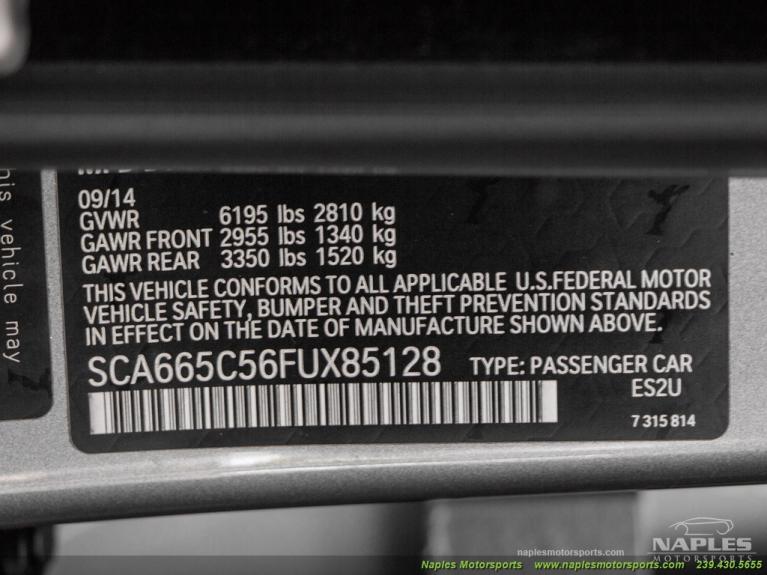 his vehicle may
09/14
GVWR 6195 lbs 2810 kg
GAWR FRONT 2955 lbs 1340 kg
GAWR REAR 3350 lbs 1520 kg
THIS VEHICLE CONFORMS TO ALL APPLICABLE U.S.FEDERAL MOTOR
VEHICLE SAFETY, BUMPER AND THEFT PREVENTION STANDARDS
IN EFFECT ON THE DATE OF MANUFACTURE SHOWN ABOVE.
SCA665C56FUX85128 TYPE: PASSENGER CAR
ES2U
7 315 814
NAPLES
MOTORSPORTS
naplesmotorsports.com/
Naples Motorsports www.naplesmotorsports.com 239.430.5655